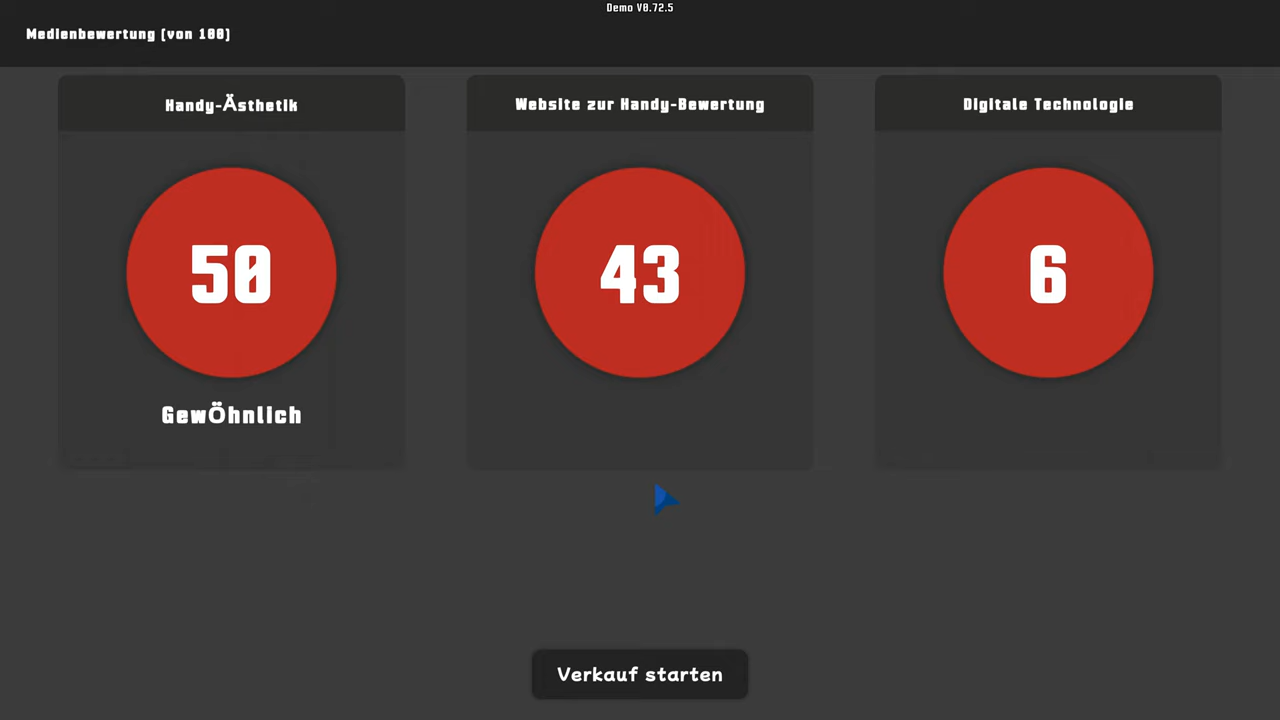 Demo V0.72.5
Medienbewertung (von 100)
Handy-Ästhetik
Website zur Handy-Bewertung
Digitale Technologie
50
43
6
GewÖhnlich
Verkauf starten